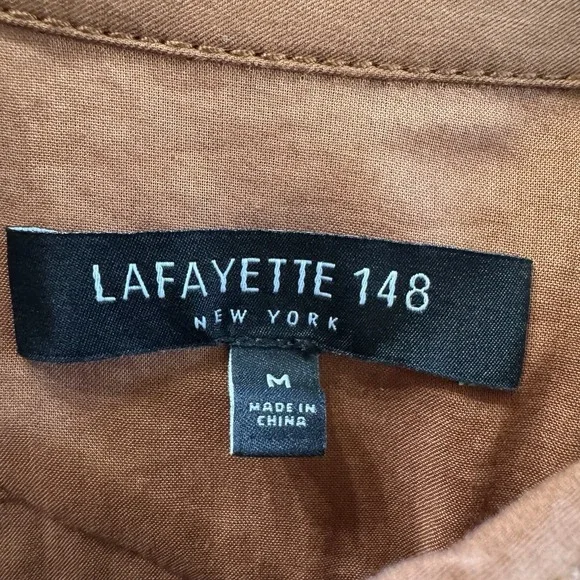 LAFAYETTE 148
NEW YORK
M
MADE IN
CHINA